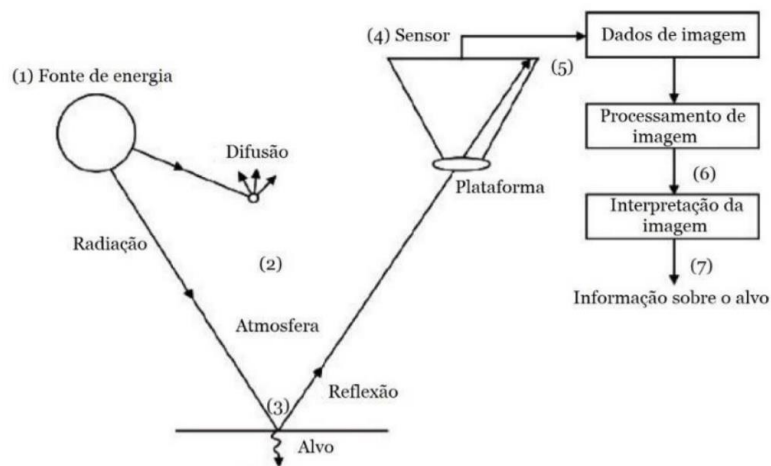 (1) Fonte de energia
Difusão
Radiação
(2)
Atmosfera
(3)
Alvo
Reflexão
Plataforma
(4) Sensor
(5)
Dados de imagem
Processamento de
imagem
(6)
Interpretação da
imagem
(7)
Informação sobre o alvo